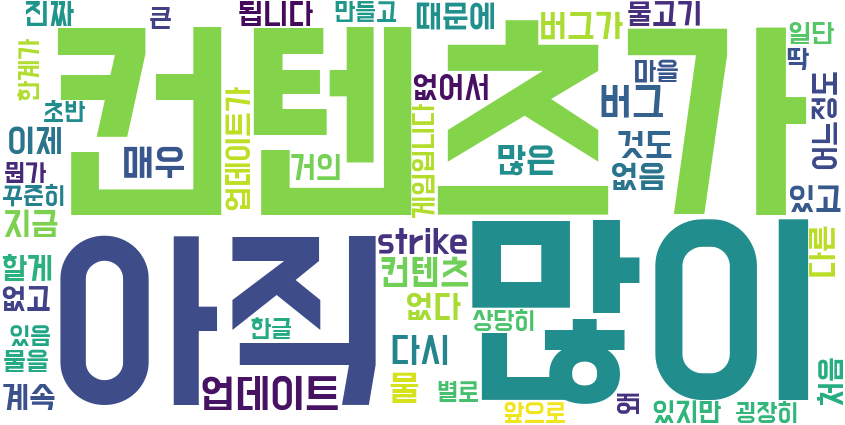 진짜
큰
됩니다
만들고
때문에
버그가
물고기
일단
컨텐츠가
한계가
초반
이제
매우
업데이트가
없어서
마을
버그
딱
어느정도
거의
게임입니다
많은
것도
없음
뭔가
꾸준히
지금
있고
아직
많이
strike
컨텐츠
다른
할게
없고
없다
상당히
있음
한글
물을
다시
계속
업데이트
물
별로
앞으로
왜
있지만
굉장히
처음